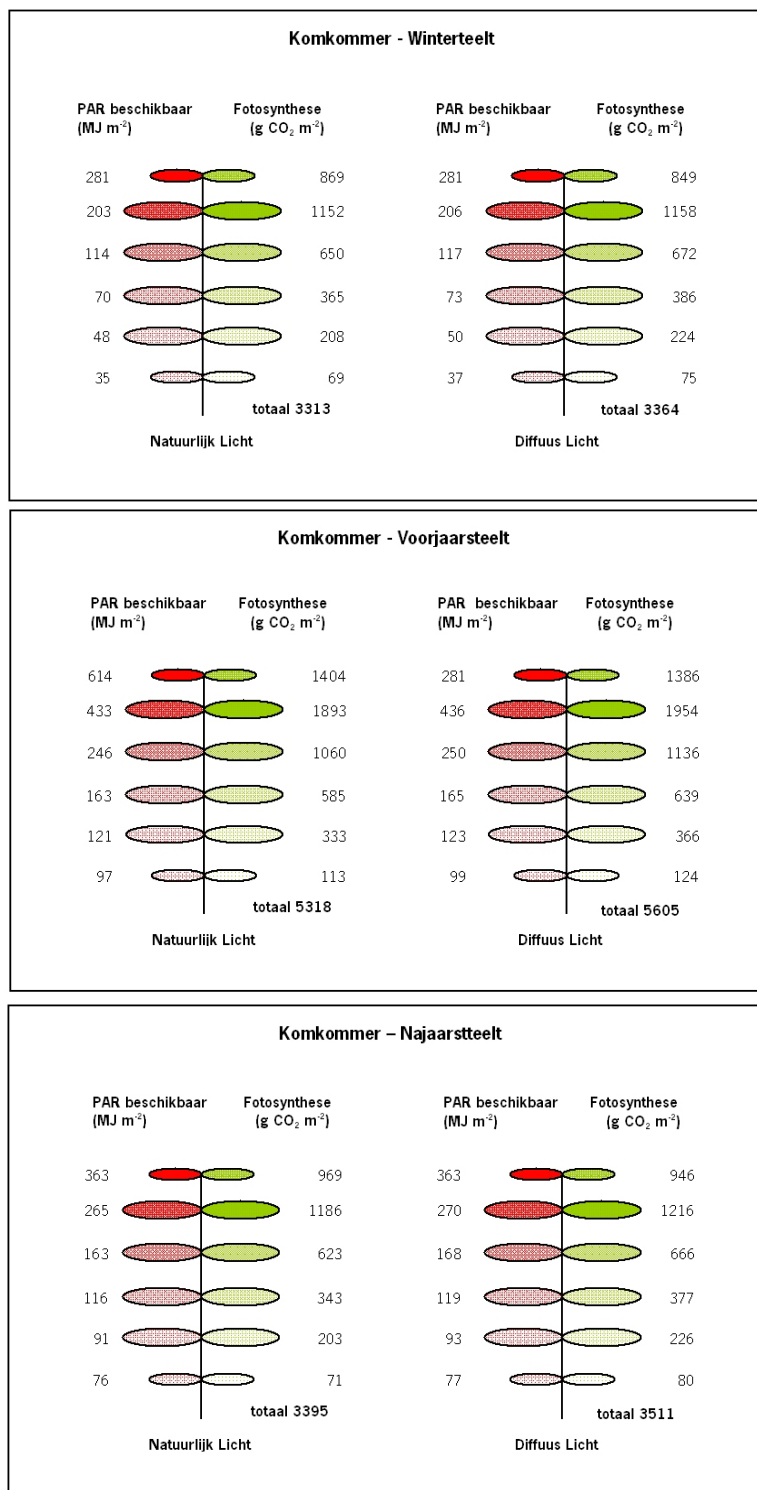 Komkommer - Winterteelt
PAR beschikbaar Fotosynthese PAR beschikbaar Fotosynthese
(MJ m-2) (g CO2 m-2) (MJ m-2) (g CO2 m-2)
281 869 281 849
203 1152 206 1158
114 650 117 672
70 365 73 386
48 208 50 224
35 69 37 75
totaal 3313 totaal 3364
Natuurlijk Licht Diffuus Licht
Komkommer - Voorjaarsteelt
PAR beschikbaar Fotosynthese PAR beschikbaar Fotosynthese
(MJ m-2) (g CO2 m-2) (MJ m-2) (g CO2 m-2)
614 1404 281 1386
433 1893 436 1954
246 1060 250 1136
163 585 165 639
121 333 123 366
97 113 99 124
totaal 5318 totaal 5605
Natuurlijk Licht Diffuus Licht
Komkommer – Najaarstteelt
PAR beschikbaar Fotosynthese PAR beschikbaar Fotosynthese
(MJ m-2) (g CO2 m-2) (MJ m-2) (g CO2 m-2)
363 969 363 946
265 1186 270 1216
163 623 168 666
116 343 119 377
91 203 93 226
76 71 77 80
totaal 3395 totaal 3511
Natuurlijk Licht Diffuus Licht